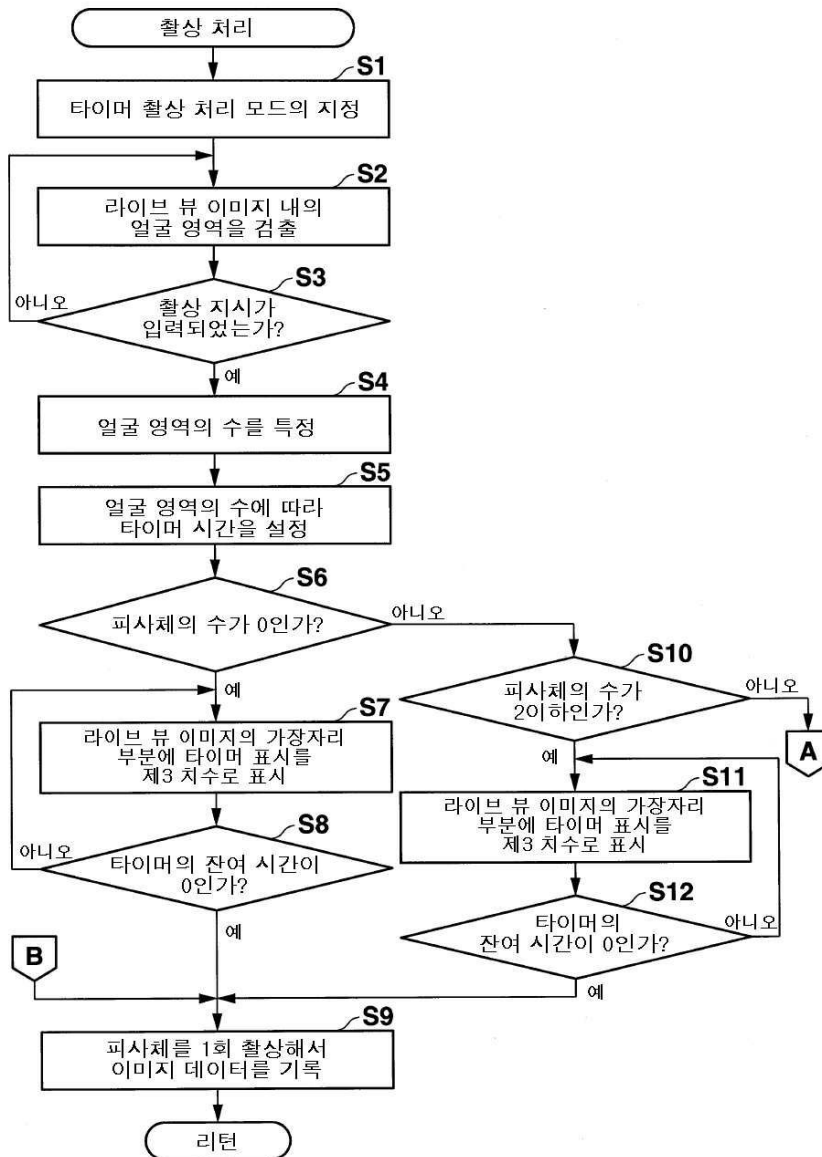 촬상 처리
S1
타이머 촬상 처리 모드의 지정
S2
라이브 뷰 이미지 내의
얼굴 영역을 검출
S3
아니오
촬상 지시가
입력되었는가?
예
S4
얼굴 영역의 수를 특정
S5
얼굴 영역의 수에 따라
타이머 시간을 설정
S6
피사체의 수가 0인가?
아니오
예
S10
피사체의 수가
2이하인가?
아니오
A
예
S7
라이브 뷰 이미지의 가장자리
부분에 타이머 표시를
제3 치수로 표시
S8
아니오
타이머의 잔여 시간이
0인가?
예
S11
라이브 뷰 이미지의 가장자리
부분에 타이머 표시를
제3 치수로 표시
S12
타이머의
잔여 시간이 0인가?
아니오
예
B
S9
피사체를 1회 촬상해서
이미지 데이터를 기록
리턴